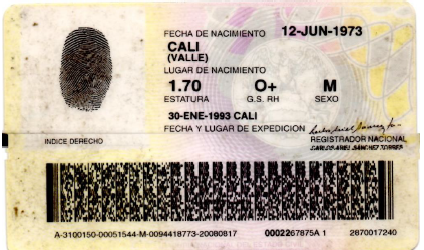 FECHA DE NACIMIENTO 12-JUN-1973
CALI
(VALLE)
LUGAR DE NACIMIENTO
1.70 O+ M
ESTATURA G.S. RH SEXO
30-ENE-1993 CALI
FECHA Y LUGAR DE EXPEDICION
INDICE DERECHO
REGISTRADOR NACIONAL
CARLOS ARIEL SANCHEZ TORRES
A-3100150-00051544-M-0094418773-20080817 0002267875A 1 2870017240